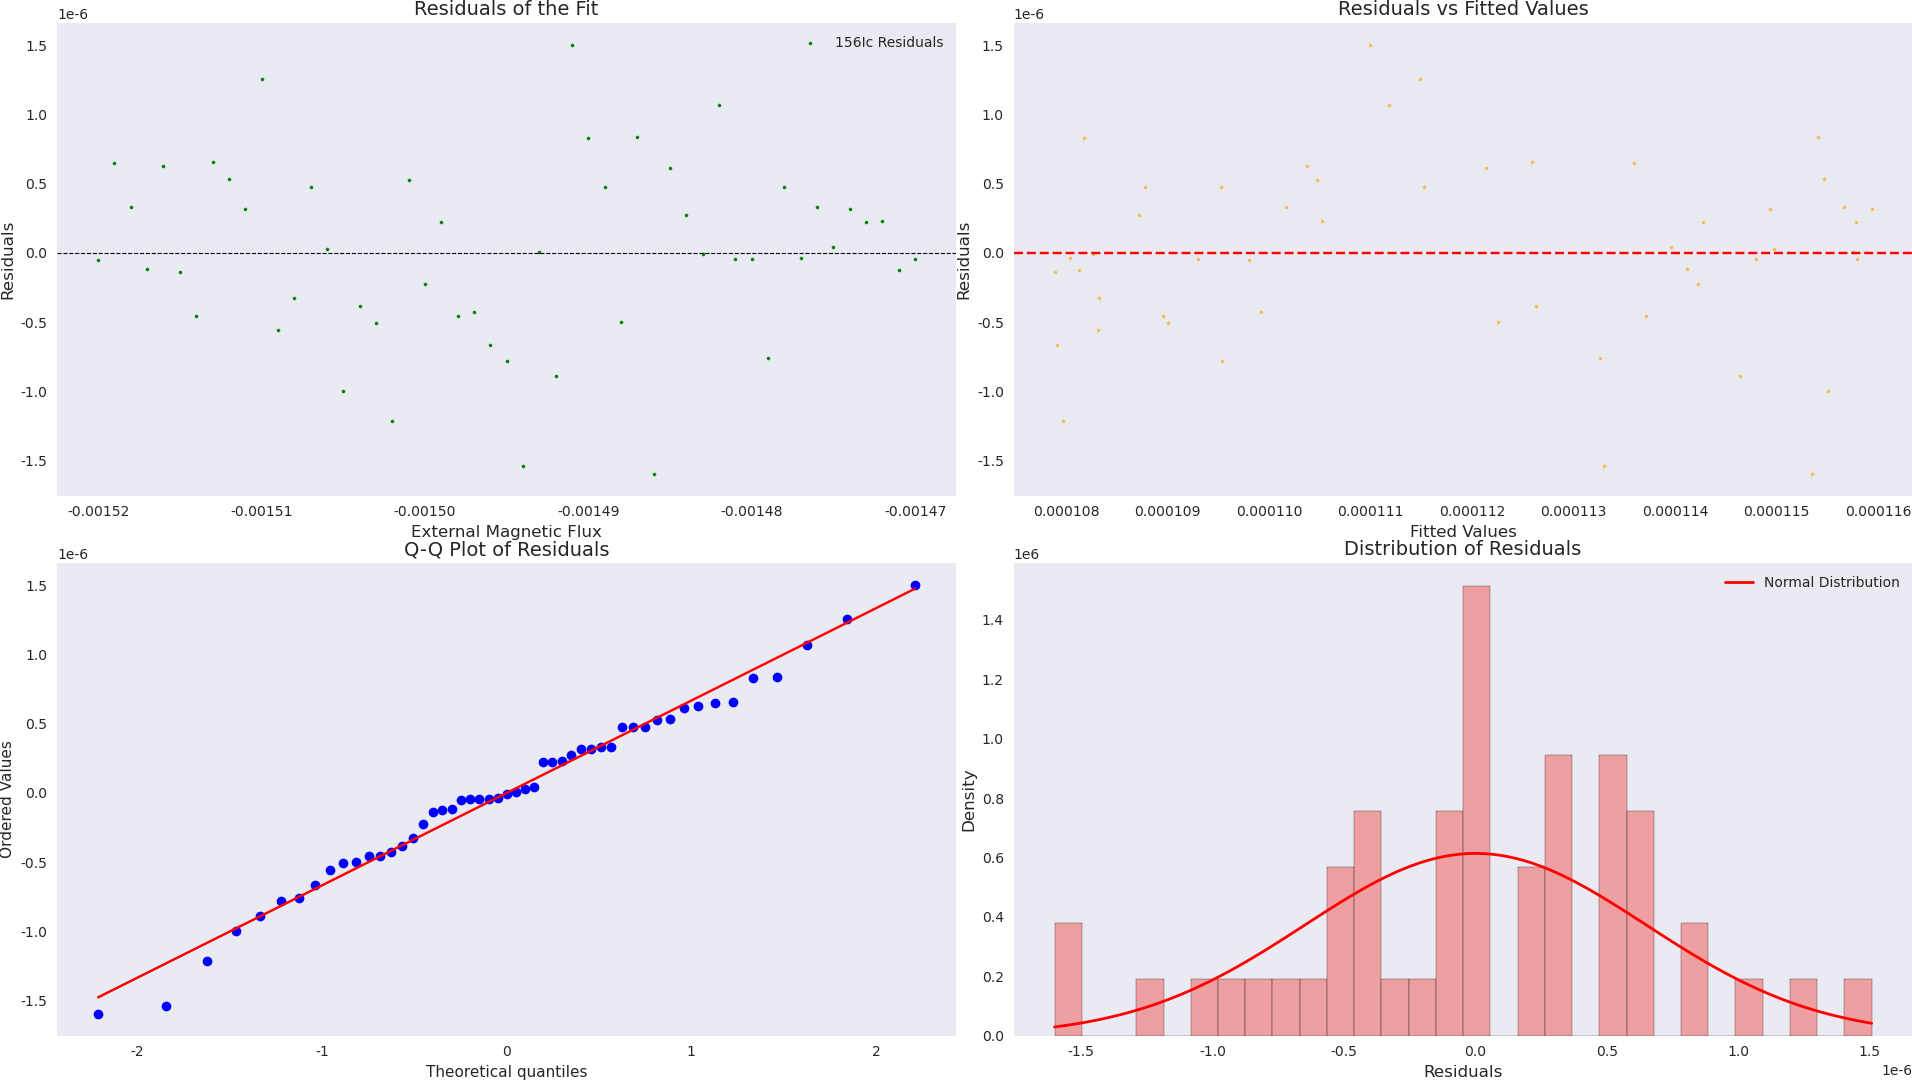 Residuals of the Fit
1e-6
156Ic Residuals
1.5
1.0
0.5
0.0
-0.5
-1.0
-1.5
Residuals
-0.00152 -0.00151 -0.00150 -0.00149 -0.00148 -0.00147
External Magnetic Flux
Residuals vs Fitted Values
1e-6
1.5
1.0
0.5
0.0
-0.5
-1.0
-1.5
Residuals
0.000108 0.000109 0.000110 0.000111 0.000112 0.000113 0.000114 0.000115 0.000116
Fitted Values
Q-Q Plot of Residuals
1e-6
1.5
1.0
0.5
0.0
-0.5
-1.0
-1.5
Ordered Values
-2 -1 0 1 2
Theoretical quantiles
Distribution of Residuals
1e6
Normal Distribution
1.4
1.2
1.0
0.8
0.6
0.4
0.2
0.0
Density
-1.5 -1.0 -0.5 0.0 0.5 1.0 1.5
Residuals
1e-6